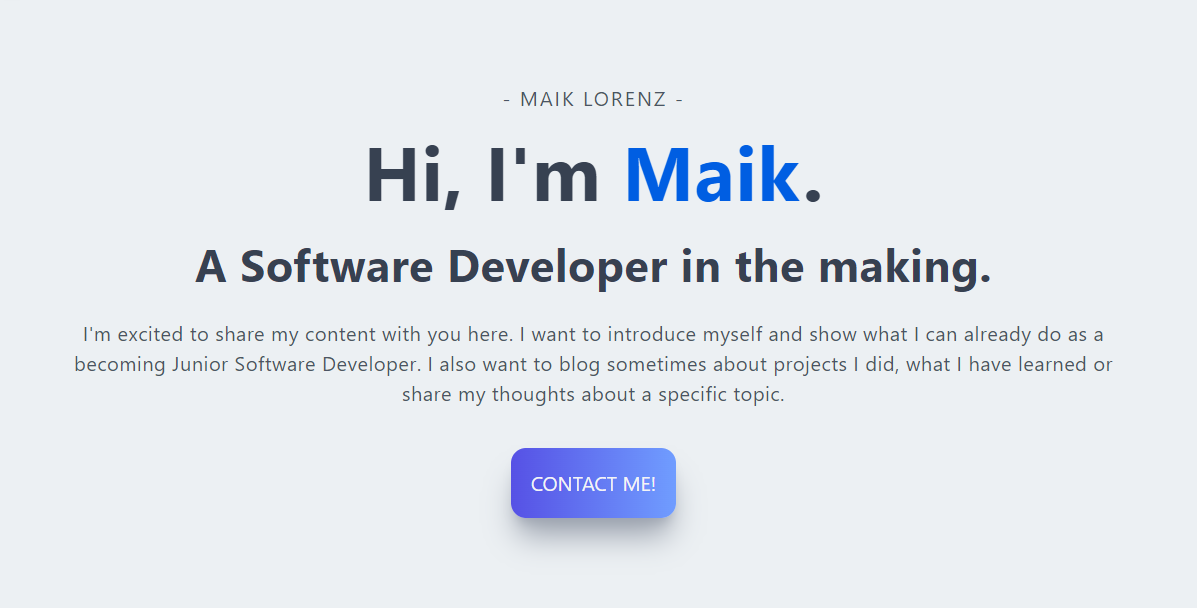 - MAIK LORENZ -
Hi, I'm Maik.
A Software Developer in the making.
I'm excited to share my content with you here. I want to introduce myself and show what I can already do as a
becoming Junior Software Developer. I also want to blog sometimes about projects I did, what I have learned or
share my thoughts about a specific topic.
CONTACT ME!